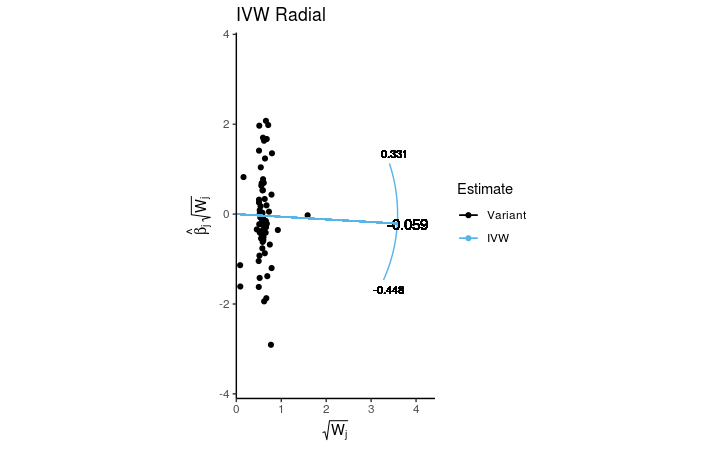 IVW Radial
4
2
0
-2
-4
β̂j√Wj
0.331
-0.059
-0.448
0
1
2
3
4
√Wj
Estimate
Variant
IVW